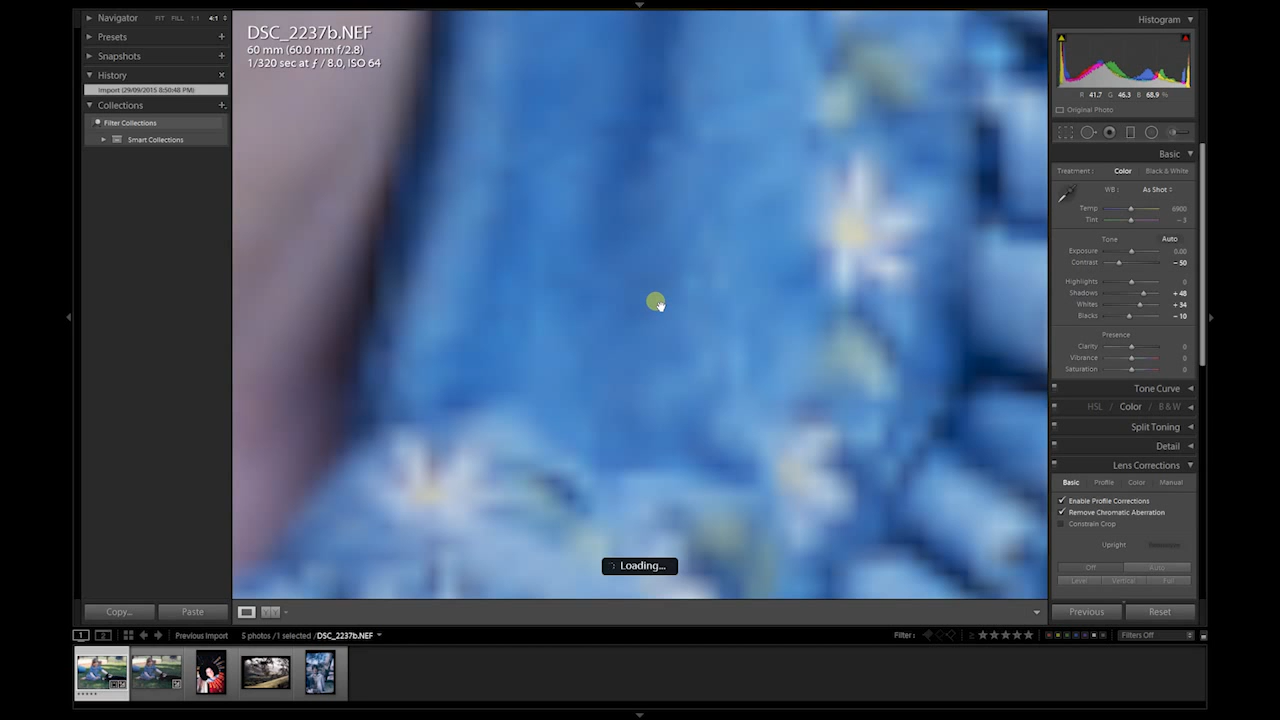 Navigator FIT FILL 1:1 4:1
Presets
Snapshots
History
Import (29/09/2015 8:50:48 PM)
Collections
Filter Collections
Smart Collections
Copy... Paste
DSC_2237b.NEF
60 mm (60.0 mm f/2.8)
1/320 sec at ƒ / 8.0, ISO 64
Loading...
Histogram
R 41.7 G 46.3 B 68.9 %
Original Photo
Basic
Treatment : Color Black & White
WB : As Shot
Temp 6900
Tint – 3
Tone Auto
Exposure 0.00
Contrast – 50
Highlights 0
Shadows + 48
Whites + 34
Blacks – 10
Presence
Clarity 0
Vibrance 0
Saturation 0
Tone Curve
HSL / Color / B & W
Split Toning
Detail
Lens Corrections
Basic Profile Color Manual
Enable Profile Corrections
Remove Chromatic Aberration
Constrain Crop
Upright
Off Auto
Level Vertical Full
Previous Reset
1 2 Previous Import 5 photos / 1 selected / DSC_2237b.NEF
Filter : ≥ Filters Off